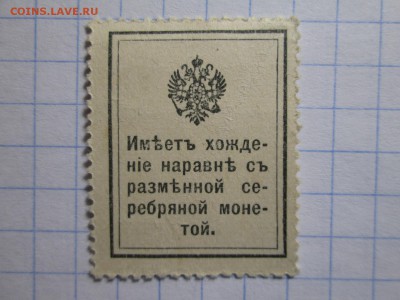 COINS.LAVE.RU
Имѣетъ хожде-
ніе наравнѣ съ
размѣнной се-
ребряной моне-
той.